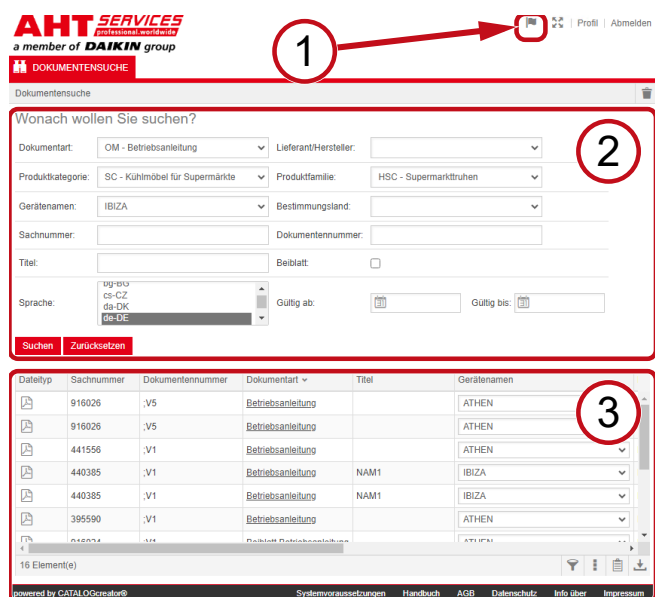 AHT SERVICES
professional.worldwide
a member of DAIKIN group
Profil | Abmelden
1
DOKUMENTENSUCHE
Dokumentensuche
Wonach wollen Sie suchen?
2
Dokumentart: OM - Betriebsanleitung Lieferant/Hersteller:
Produktkategorie: SC - Kühlmöbel für Supermärkte Produktfamilie: HSC - Supermarkttruhen
Gerätenamen: IBIZA Bestimmungsland:
Sachnummer: Dokumentennummer:
Titel: Beiblatt:
bg-BG
cs-CZ
da-DK
de-DE
Sprache: Gültig ab: Gültig bis:
Suchen Zurücksetzen
Dateityp Sachnummer Dokumentennummer Dokumentart Titel Gerätenamen
3
916026 ;V5 Betriebsanleitung ATHEN
916026 ;V5 Betriebsanleitung ATHEN
441556 ;V1 Betriebsanleitung ATHEN
440385 ;V1 Betriebsanleitung NAM1 IBIZA
440385 ;V1 Betriebsanleitung NAM1 IBIZA
395590 ;V1 Betriebsanleitung ATHEN
916024 ;V1 Beiblatt Betriebsanleitung ATHEN
16 Element(e)
powered by CATALOGcreator® Systemvoraussetzungen Handbuch AGB Datenschutz Info über Impressum